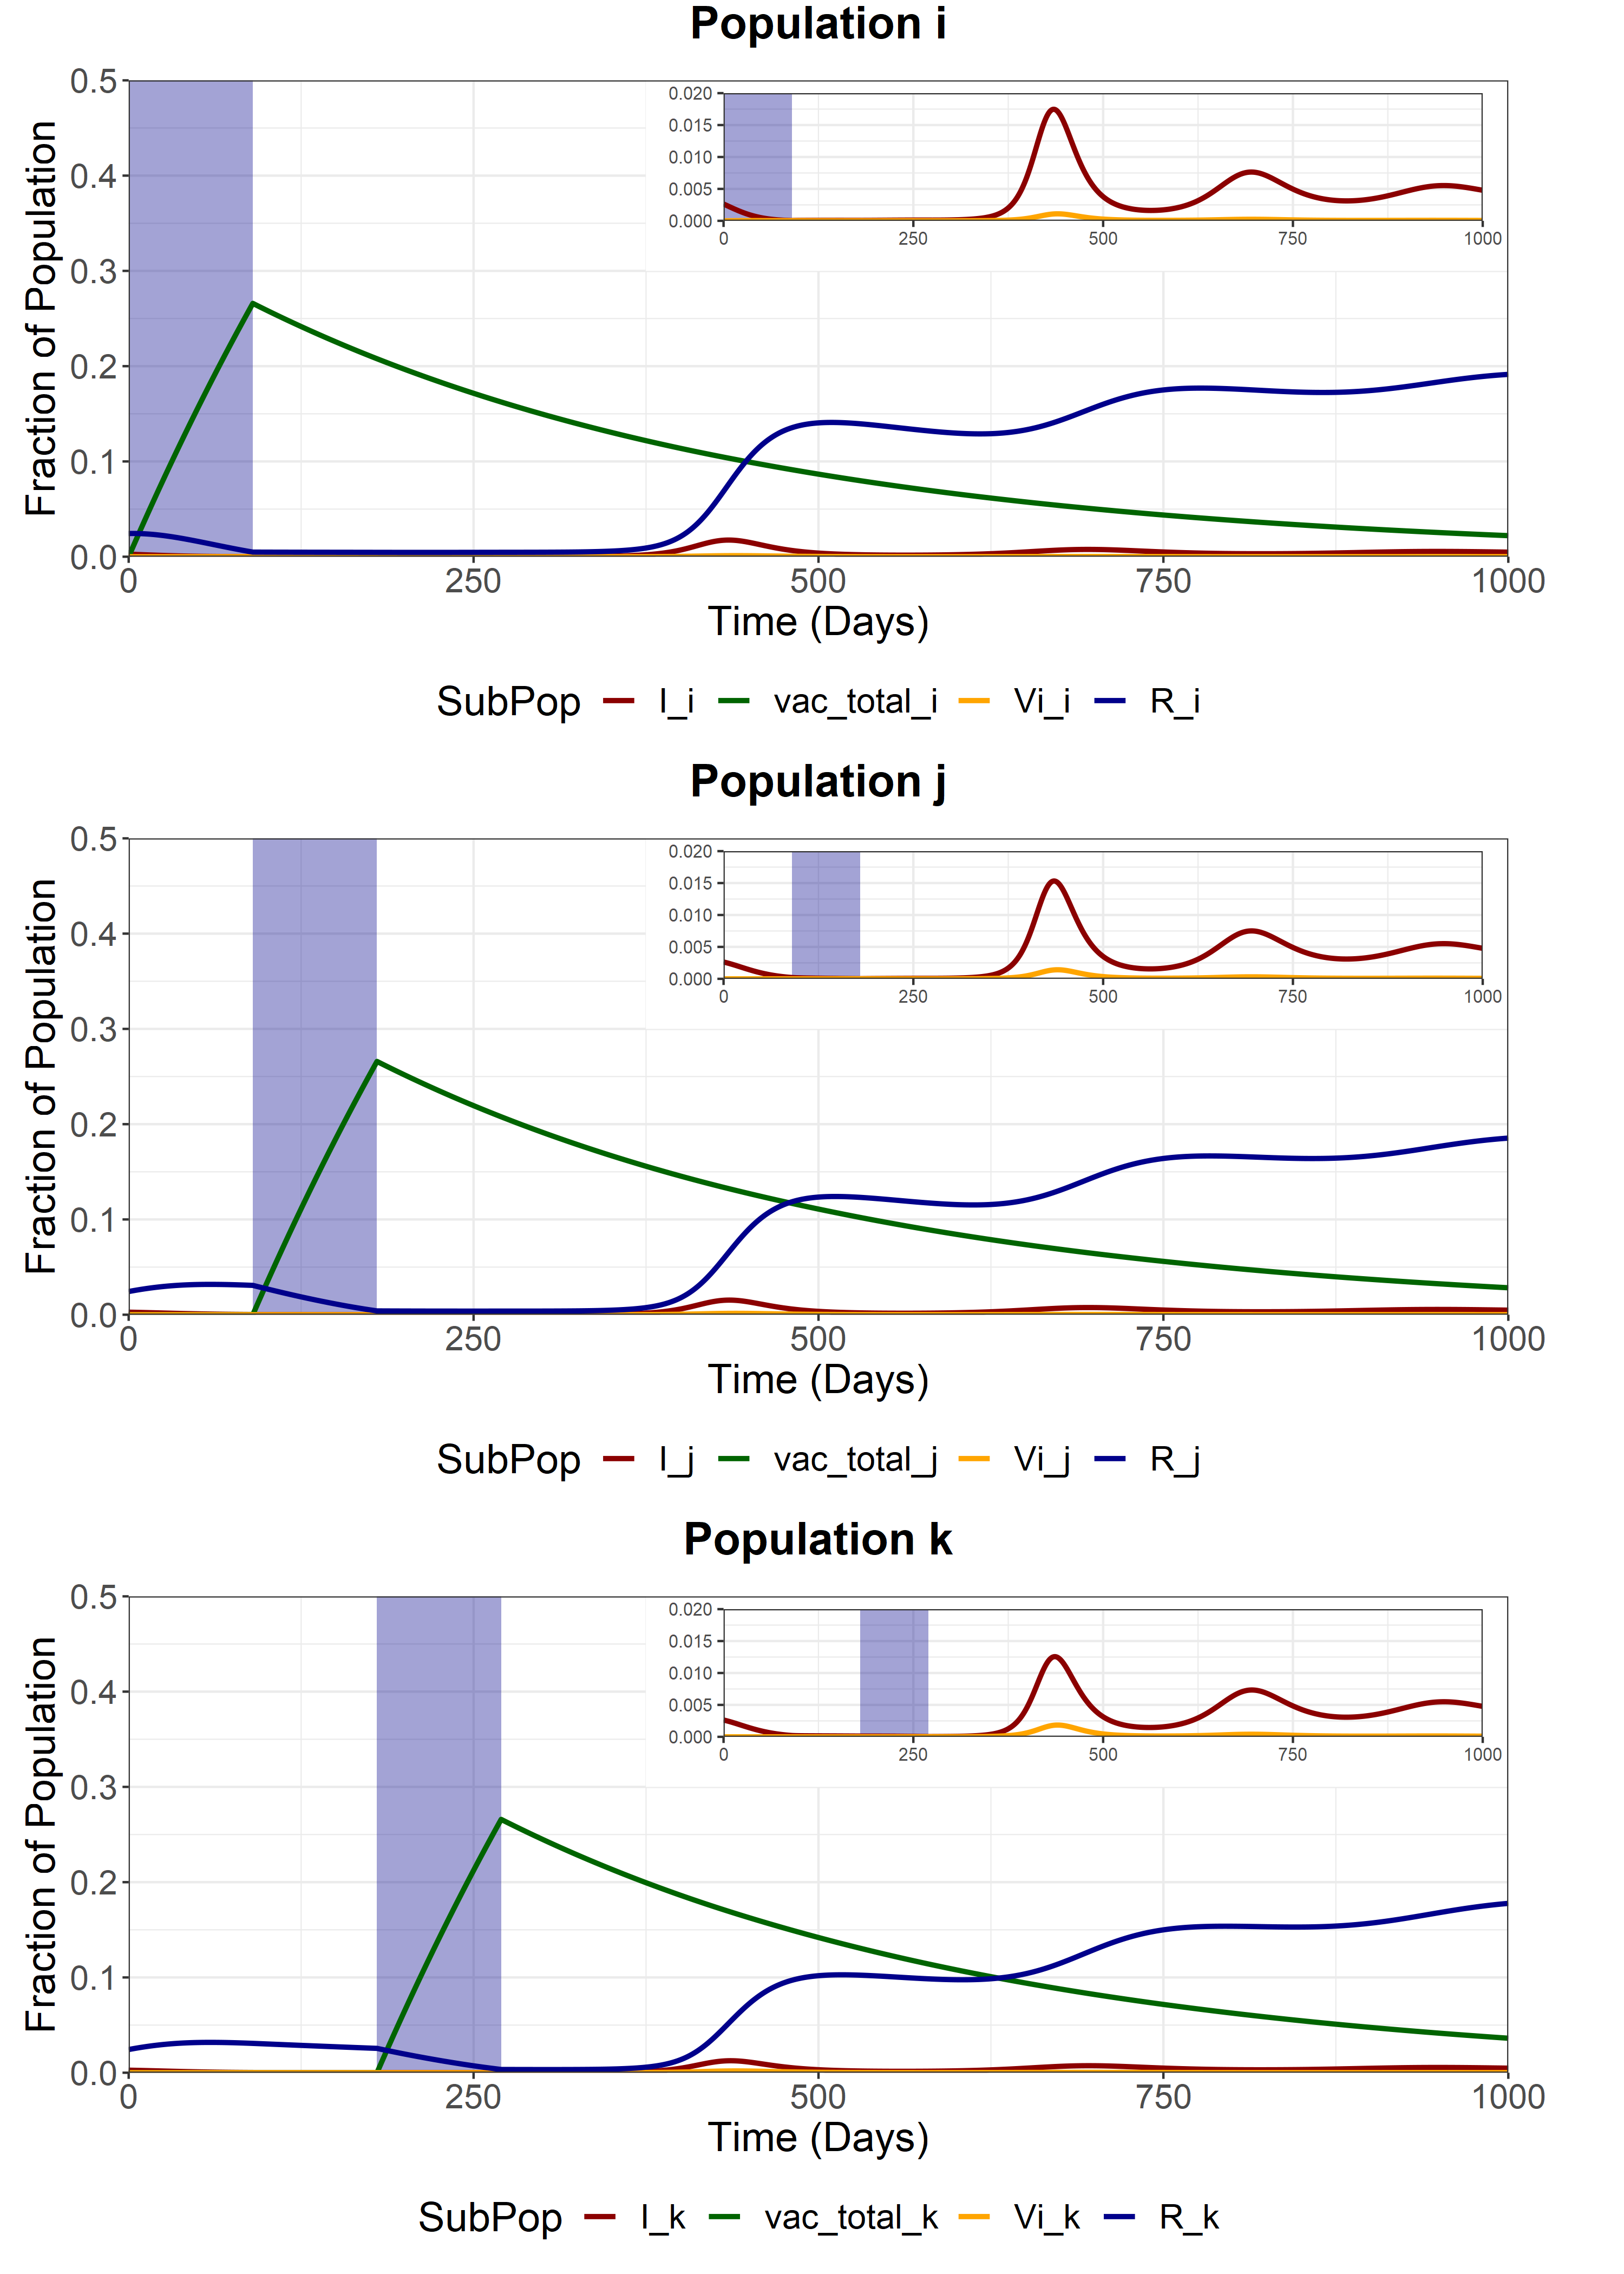 Population i
Fraction of Population
0.5
0.4
0.3
0.2
0.1
0.0
0.020
0.015
0.010
0.005
0.000
0 250 500 750 1000
0 250 500 750 1000
Time (Days)
SubPop I_i vac_total_i Vi_i R_i
Population j
Fraction of Population
0.5
0.4
0.3
0.2
0.1
0.0
0.020
0.015
0.010
0.005
0.000
0 250 500 750 1000
0 250 500 750 1000
Time (Days)
SubPop I_j vac_total_j Vi_j R_j
Population k
Fraction of Population
0.5
0.4
0.3
0.2
0.1
0.0
0.020
0.015
0.010
0.005
0.000
0 250 500 750 1000
0 250 500 750 1000
Time (Days)
SubPop I_k vac_total_k Vi_k R_k